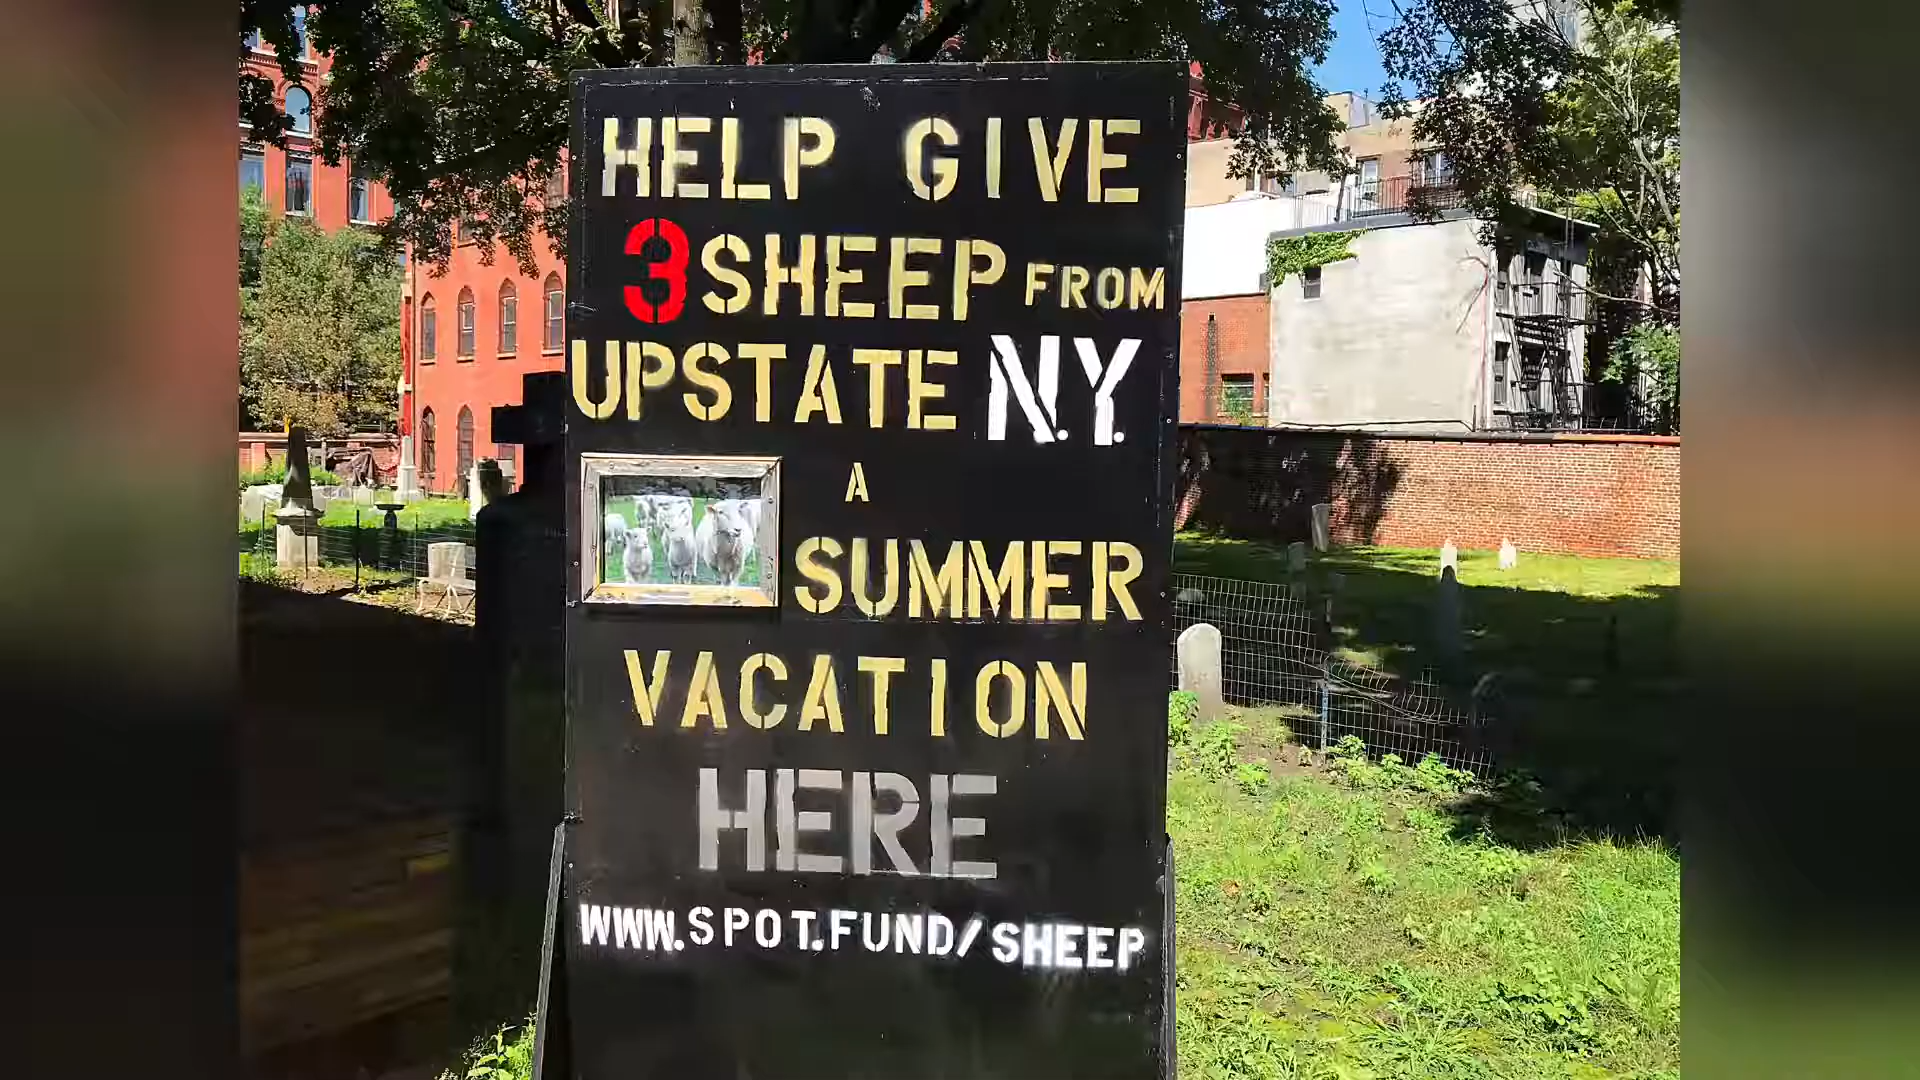 HELP GIVE
3 SHEEP FROM
UPSTATE N.Y.
A
SUMMER
VACATION
HERE
WWW.SPOT.FUND/SHEEP